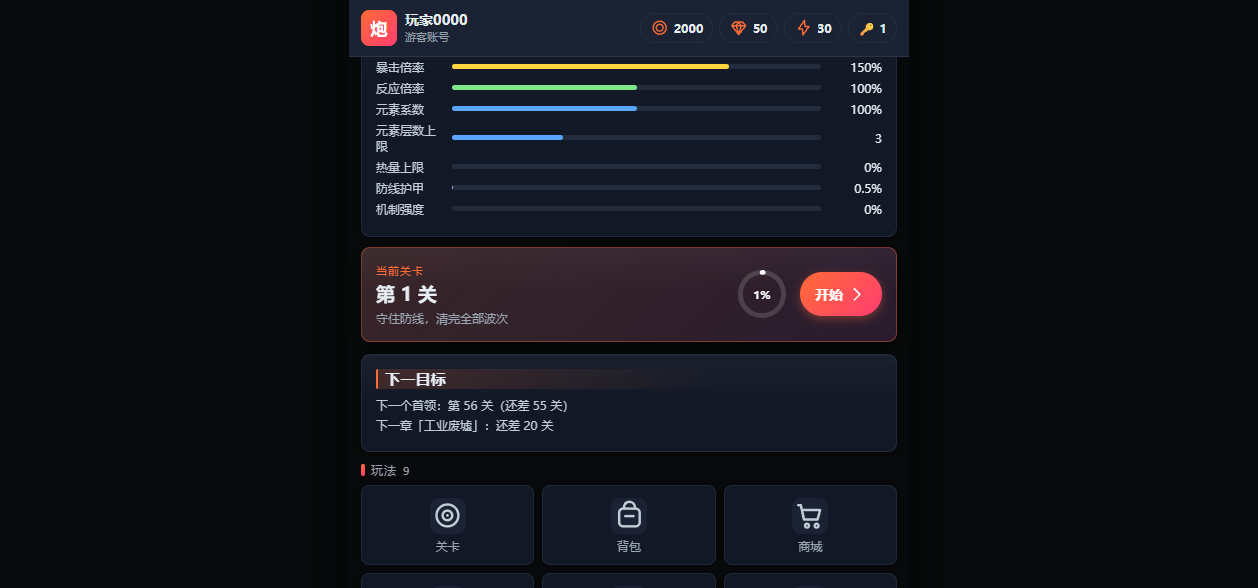 炮
玩家0000
游客账号
2000
50
30
1
暴击倍率 150%
反应倍率 100%
元素系数 100%
元素层数上
限
3
热量上限 0%
防线护甲 0.5%
机制强度 0%
当前关卡
第 1 关
守住防线，清完全部波次
1%
开始
下一目标
下一个首领：第 56 关（还差 55 关）
下一章「工业废墟」：还差 20 关
玩法 9
关卡
背包
商城